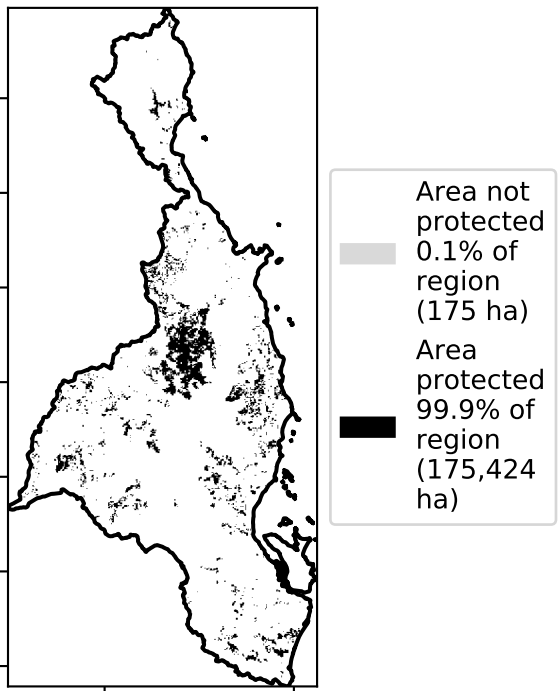 Area not
protected
0.1% of
region
(175 ha)
Area
protected
99.9% of
region
(175,424
ha)